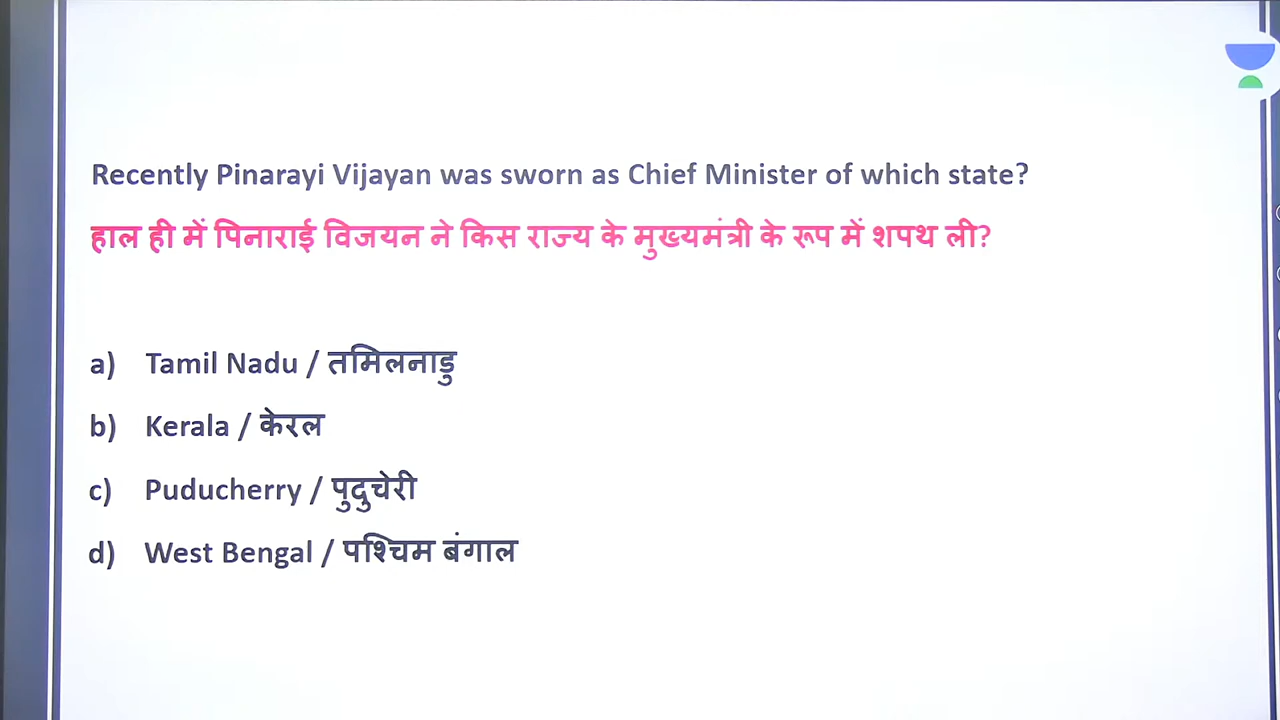 Recently Pinarayi Vijayan was sworn as Chief Minister of which state?
हाल ही में पिनाराई विजयन ने किस राज्य के मुख्यमंत्री के रूप में शपथ ली?
a) Tamil Nadu / तमिलनाडु
b) Kerala / केरल
c) Puducherry / पुदुचेरी
d) West Bengal / पश्चिम बंगाल